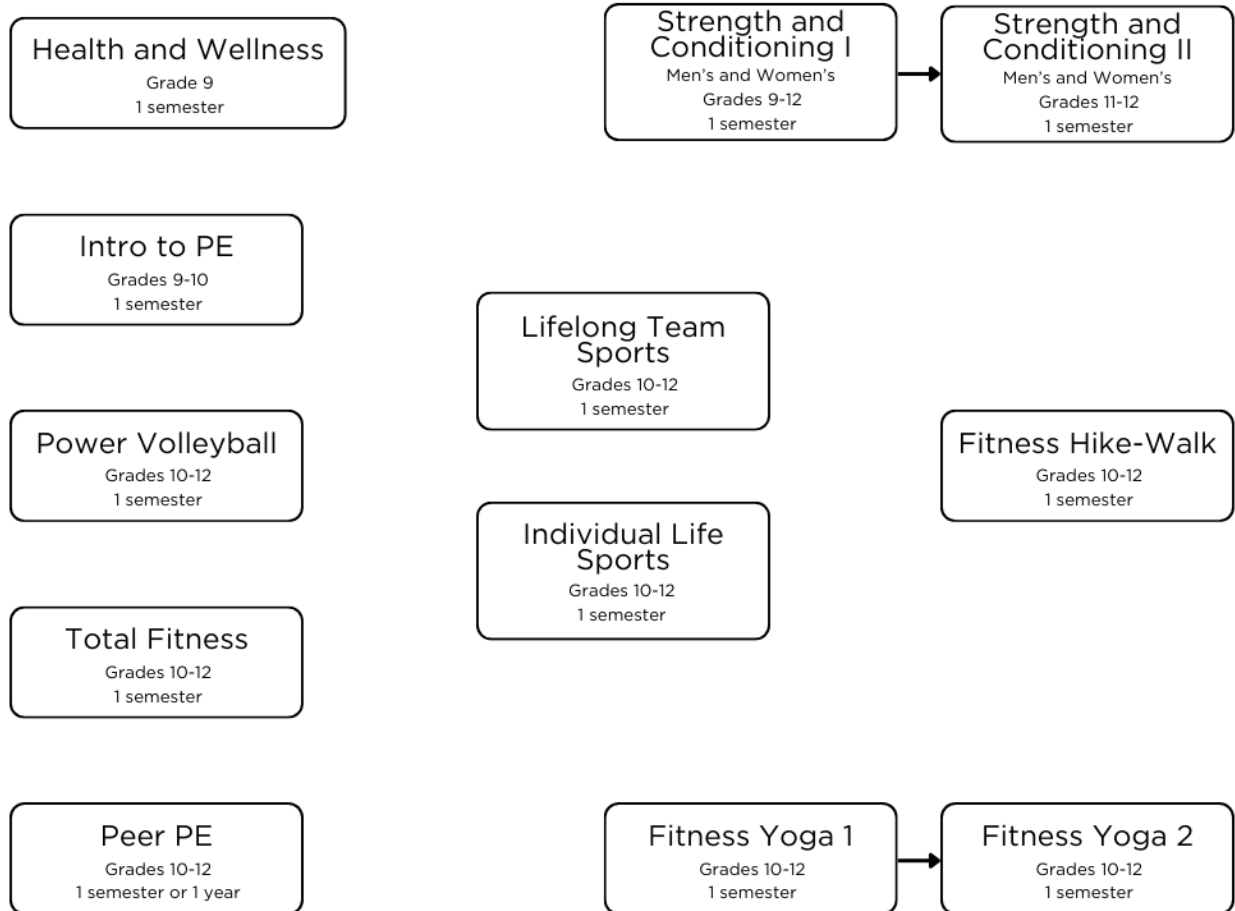 Health and Wellness
Grade 9
1 semester
Strength and
Conditioning I
Men's and Women's
Grades 9-12
1 semester
Strength and
Conditioning II
Men's and Women's
Grades 11-12
1 semester
Intro to PE
Grades 9-10
1 semester
Lifelong Team
Sports
Grades 10-12
1 semester
Power Volleyball
Grades 10-12
1 semester
Fitness Hike-Walk
Grades 10-12
1 semester
Individual Life
Sports
Grades 10-12
1 semester
Total Fitness
Grades 10-12
1 semester
Peer PE
Grades 10-12
1 semester or 1 year
Fitness Yoga 1
Grades 10-12
1 semester
Fitness Yoga 2
Grades 10-12
1 semester